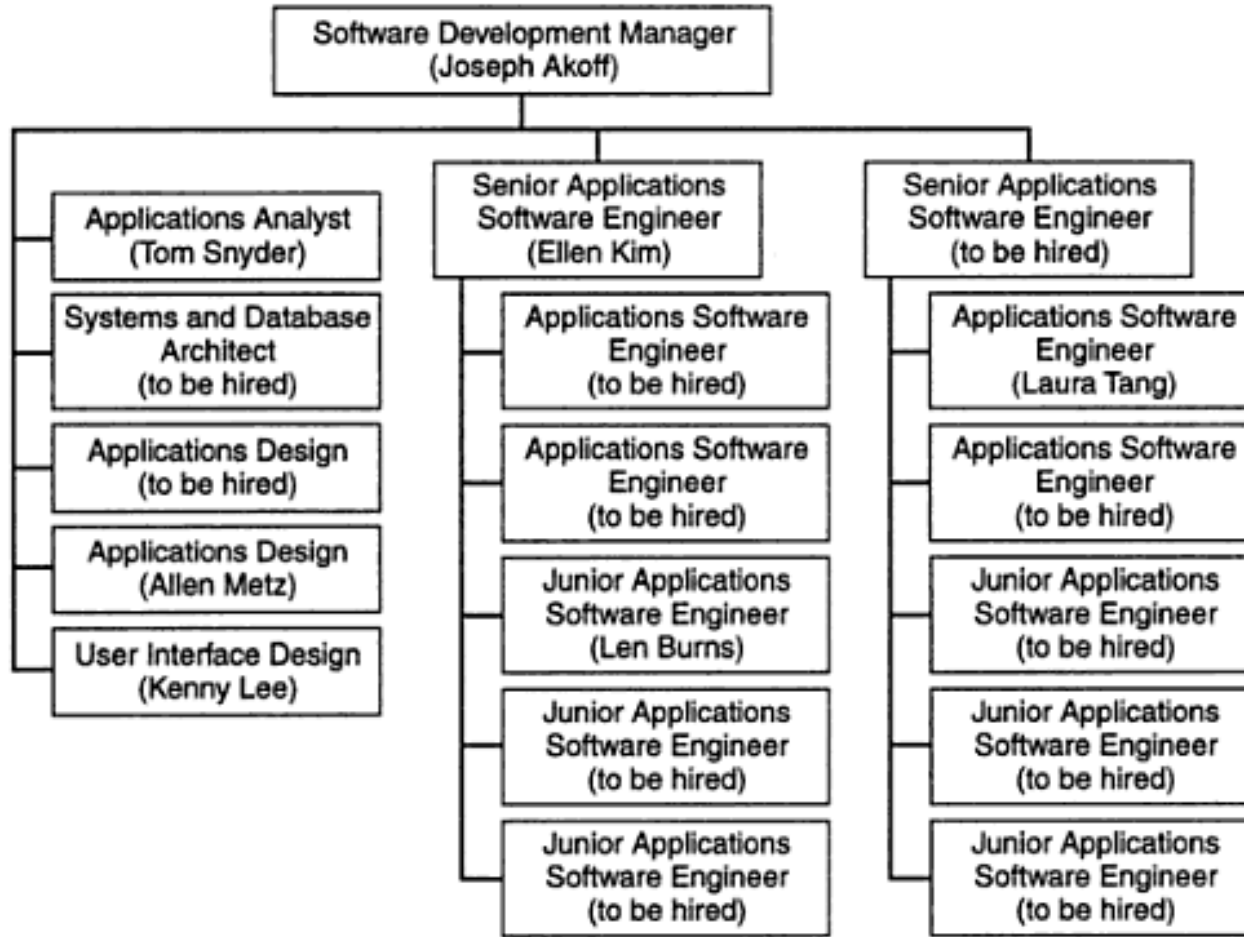 Software Development Manager
(Joseph Akoff)
Applications Analyst
(Tom Snyder)
Systems and Database
Architect
(to be hired)
Applications Design
(to be hired)
Applications Design
(Allen Metz)
User Interface Design
(Kenny Lee)
Senior Applications
Software Engineer
(Ellen Kim)
Applications Software
Engineer
(to be hired)
Applications Software
Engineer
(to be hired)
Junior Applications
Software Engineer
(Len Burns)
Junior Applications
Software Engineer
(to be hired)
Junior Applications
Software Engineer
(to be hired)
Senior Applications
Software Engineer
(to be hired)
Applications Software
Engineer
(Laura Tang)
Applications Software
Engineer
(to be hired)
Junior Applications
Software Engineer
(to be hired)
Junior Applications
Software Engineer
(to be hired)
Junior Applications
Software Engineer
(to be hired)